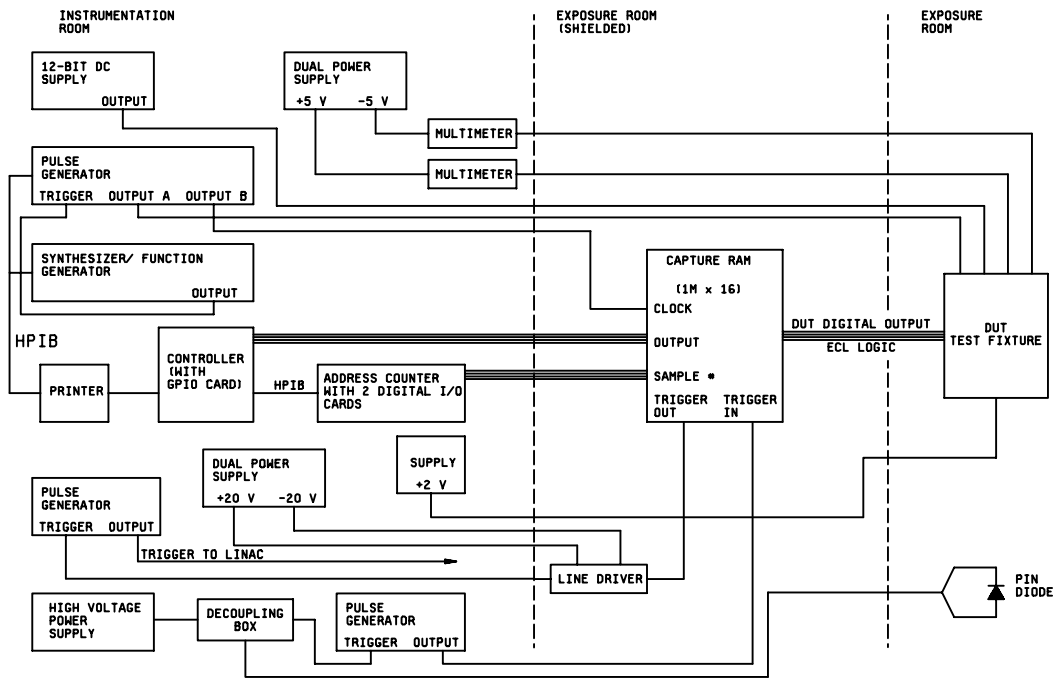 INSTRUMENTATION
ROOM
EXPOSURE ROOM
(SHIELDED)
EXPOSURE
ROOM
12-BIT DC
SUPPLY
OUTPUT
DUAL POWER
SUPPLY
+5 V -5 V
MULTIMETER
MULTIMETER
PULSE
GENERATOR
TRIGGER OUTPUT A OUTPUT B
SYNTHESIZER/ FUNCTION
GENERATOR
OUTPUT
HPIB
PRINTER
CONTROLLER
(WITH
GPIO CARD)
HPIB
ADDRESS COUNTER
WITH 2 DIGITAL I/O
CARDS
CAPTURE RAM
(1M x 16)
CLOCK
OUTPUT
SAMPLE #
TRIGGER
OUT
TRIGGER
IN
DUT DIGITAL OUTPUT
ECL LOGIC
DUT
TEST FIXTURE
DUAL POWER
SUPPLY
+20 V -20 V
SUPPLY
+2 V
PULSE
GENERATOR
TRIGGER OUTPUT
TRIGGER TO LINAC
LINE DRIVER
HIGH VOLTAGE
POWER
SUPPLY
DECOUPLING
BOX
PULSE
GENERATOR
TRIGGER OUTPUT
PIN
DIODE